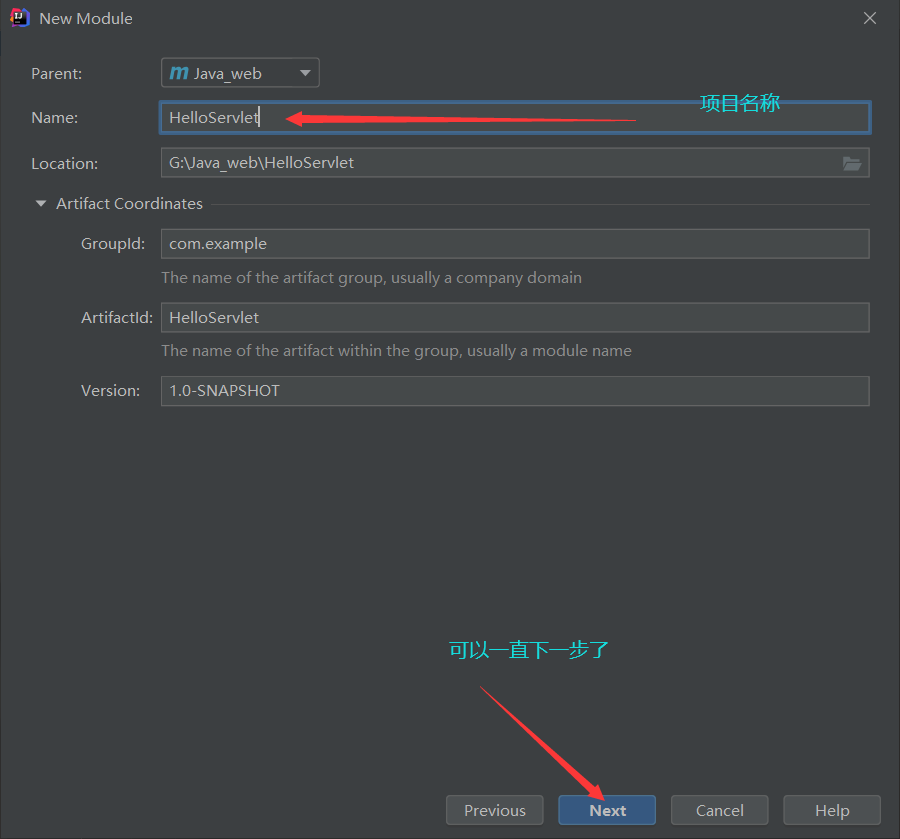 New Module
Parent: Java_web
项目名称
Name: HelloServlet
Location: G:\Java_web\HelloServlet
Artifact Coordinates
GroupId: com.example
The name of the artifact group, usually a company domain
ArtifactId: HelloServlet
The name of the artifact within the group, usually a module name
Version: 1.0-SNAPSHOT
可以一直下一步了
Previous Next Cancel Help